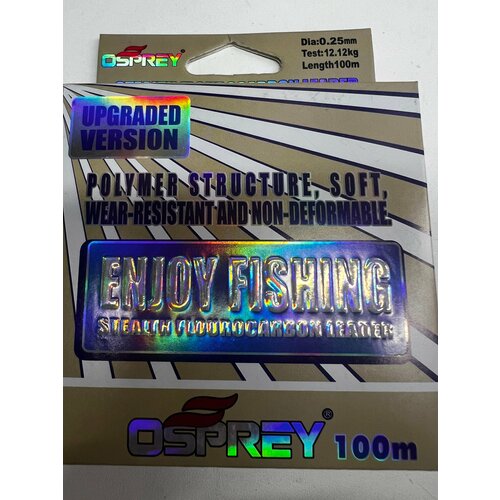 OSPREY
Dia:0.25mm
Test:12.12kg
Length100m
UPGRADED
VERSION
POLYMER STRUCTURE, SOFT,
WEAR-RESISTANT AND NON-DEFORMABLE.
ENJOY FISHING
STEALTH FLOUROCARBON LEADER
OSPREY®
100m